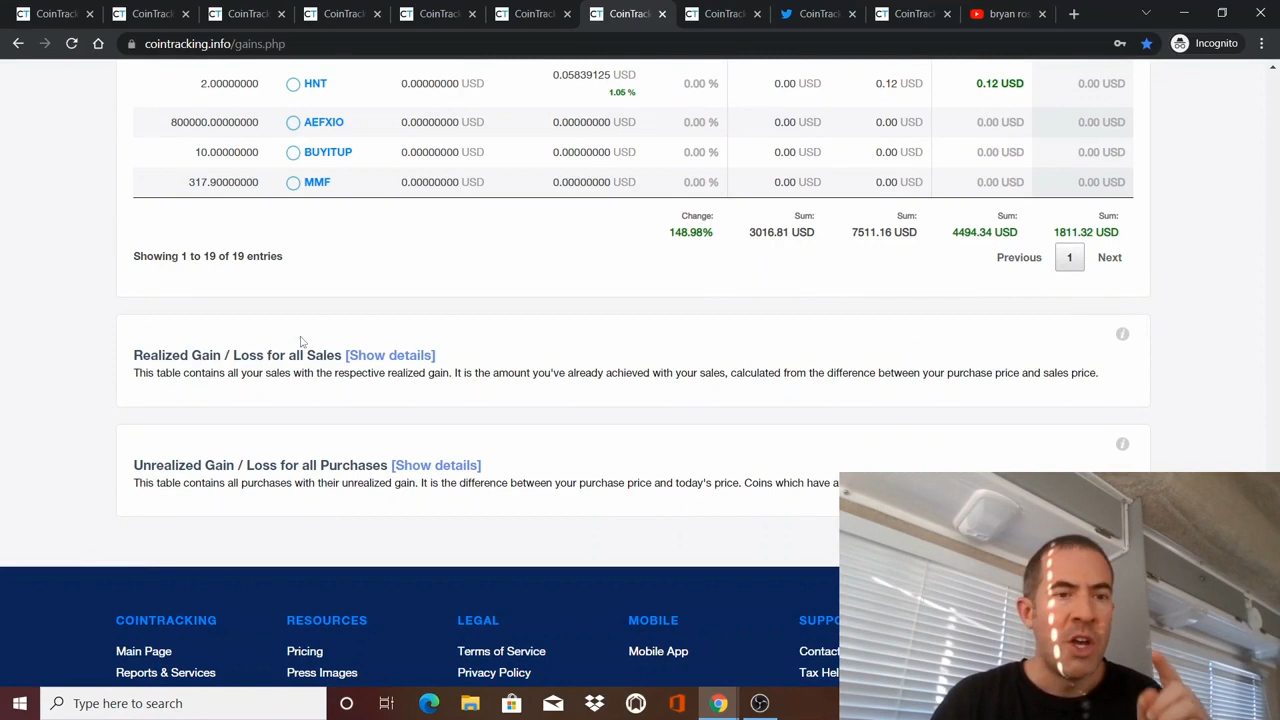 CT CoinTrack
CT CoinTrack
CT CoinTrack
CT CoinTrack
CT CoinTrack
CT CoinTrack
CT CoinTrack
CT CoinTrack
CoinTrack
CT CoinTrack
bryan ros
cointracking.info/gains.php
Incognito
2.00000000 HNT 0.00000000 USD 0.05839125 USD 0.00 % 0.00 USD 0.12 USD 0.12 USD 0.00 USD
1.05 %
800000.00000000 AEFXIO 0.00000000 USD 0.00000000 USD 0.00 % 0.00 USD 0.00 USD 0.00 USD 0.00 USD
10.00000000 BUYITUP 0.00000000 USD 0.00000000 USD 0.00 % 0.00 USD 0.00 USD 0.00 USD 0.00 USD
317.90000000 MMF 0.00000000 USD 0.00000000 USD 0.00 % 0.00 USD 0.00 USD 0.00 USD 0.00 USD
Change: Sum: Sum: Sum: Sum:
148.98% 3016.81 USD 7511.16 USD 4494.34 USD 1811.32 USD
Showing 1 to 19 of 19 entries
Previous 1 Next
Realized Gain / Loss for all Sales [Show details]
This table contains all your sales with the respective realized gain. It is the amount you've already achieved with your sales, calculated from the difference between your purchase price and sales price.
Unrealized Gain / Loss for all Purchases [Show details]
This table contains all purchases with their unrealized gain. It is the difference between your purchase price and today's price. Coins which have a
COINTRACKING RESOURCES LEGAL MOBILE SUPPO
Main Page Pricing Terms of Service Mobile App Contact
Reports & Services Press Images Privacy Policy Tax Hel
Type here to search